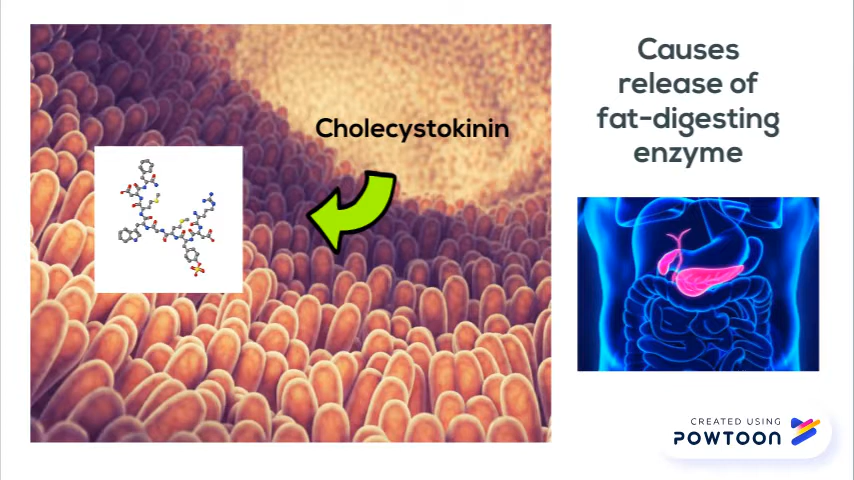 Cholecystokinin
Causes
release of
fat-digesting
enzyme
CREATED USING
POWTOON